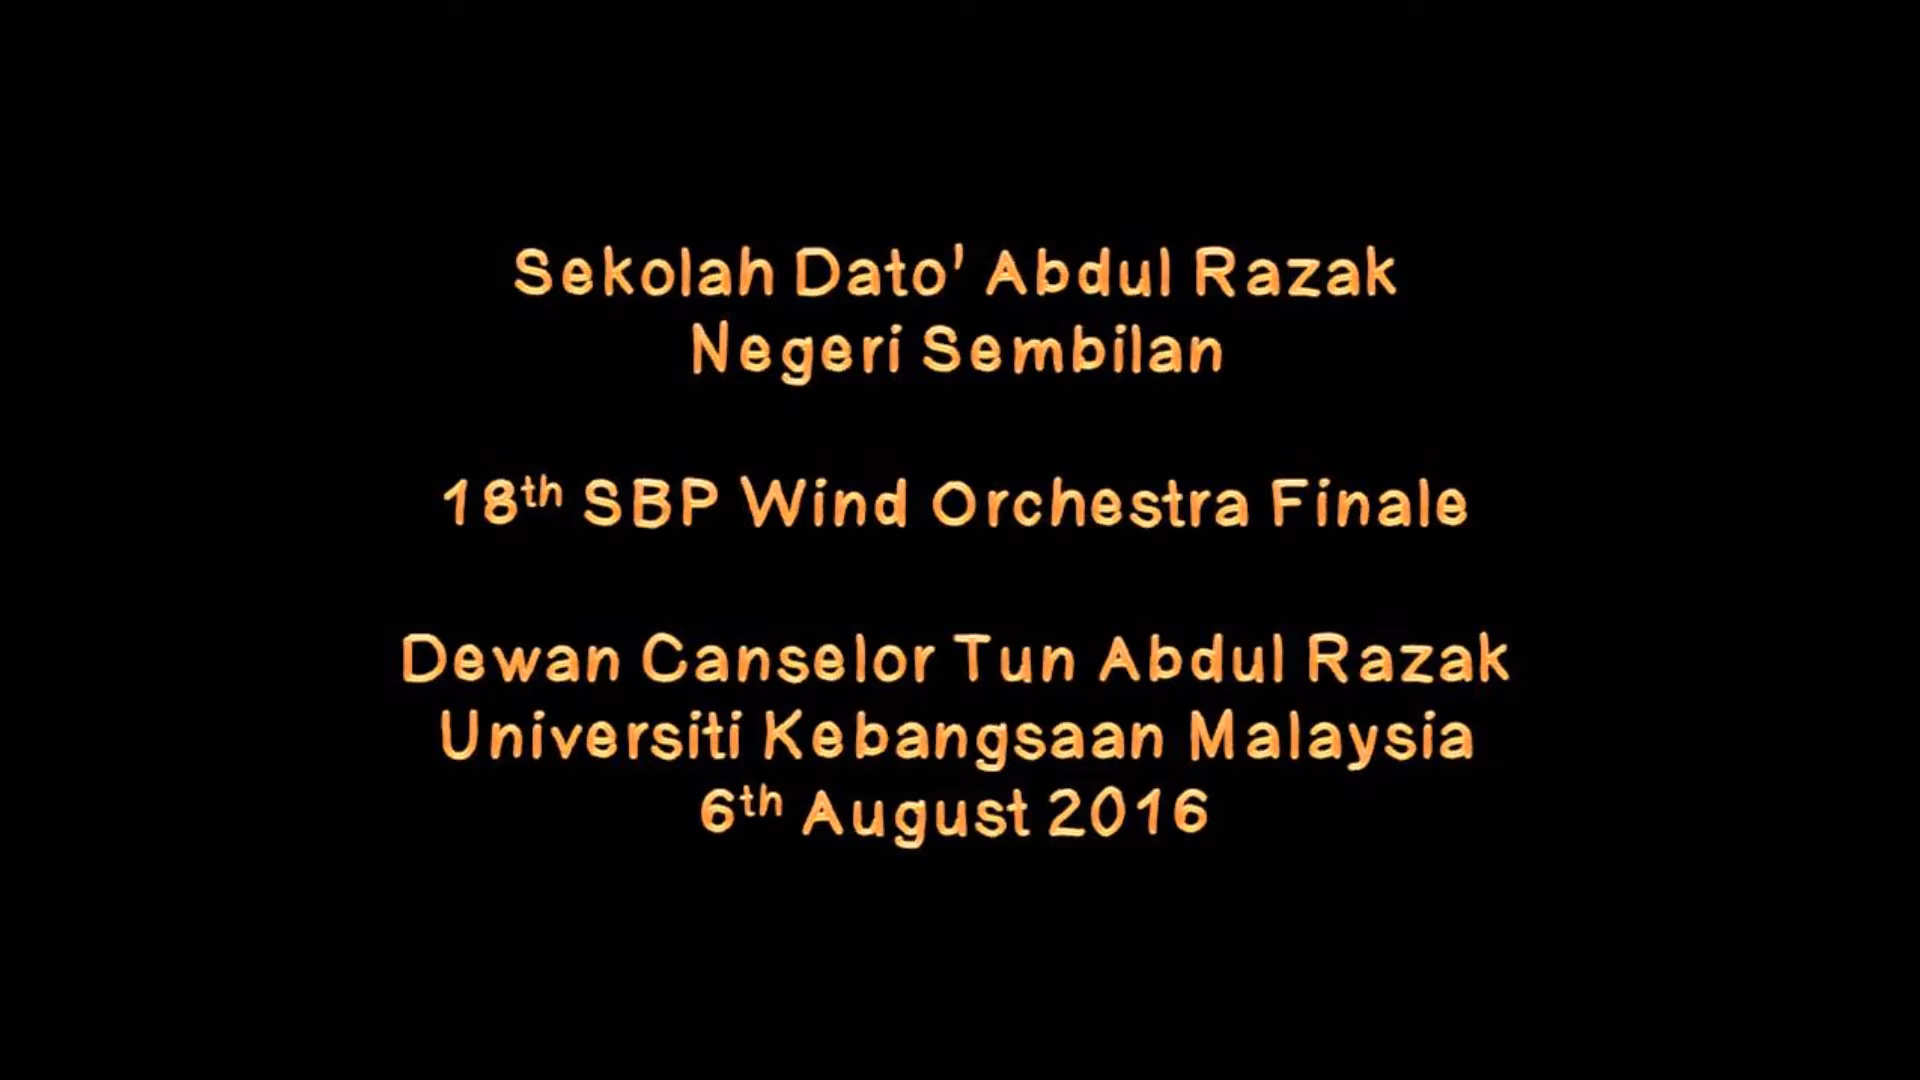 Sekolah Dato' Abdul Razak
Negeri Sembilan
18th SBP Wind Orchestra Finale
Dewan Canselor Tun Abdul Razak
Universiti Kebangsaan Malaysia
6th August 2016